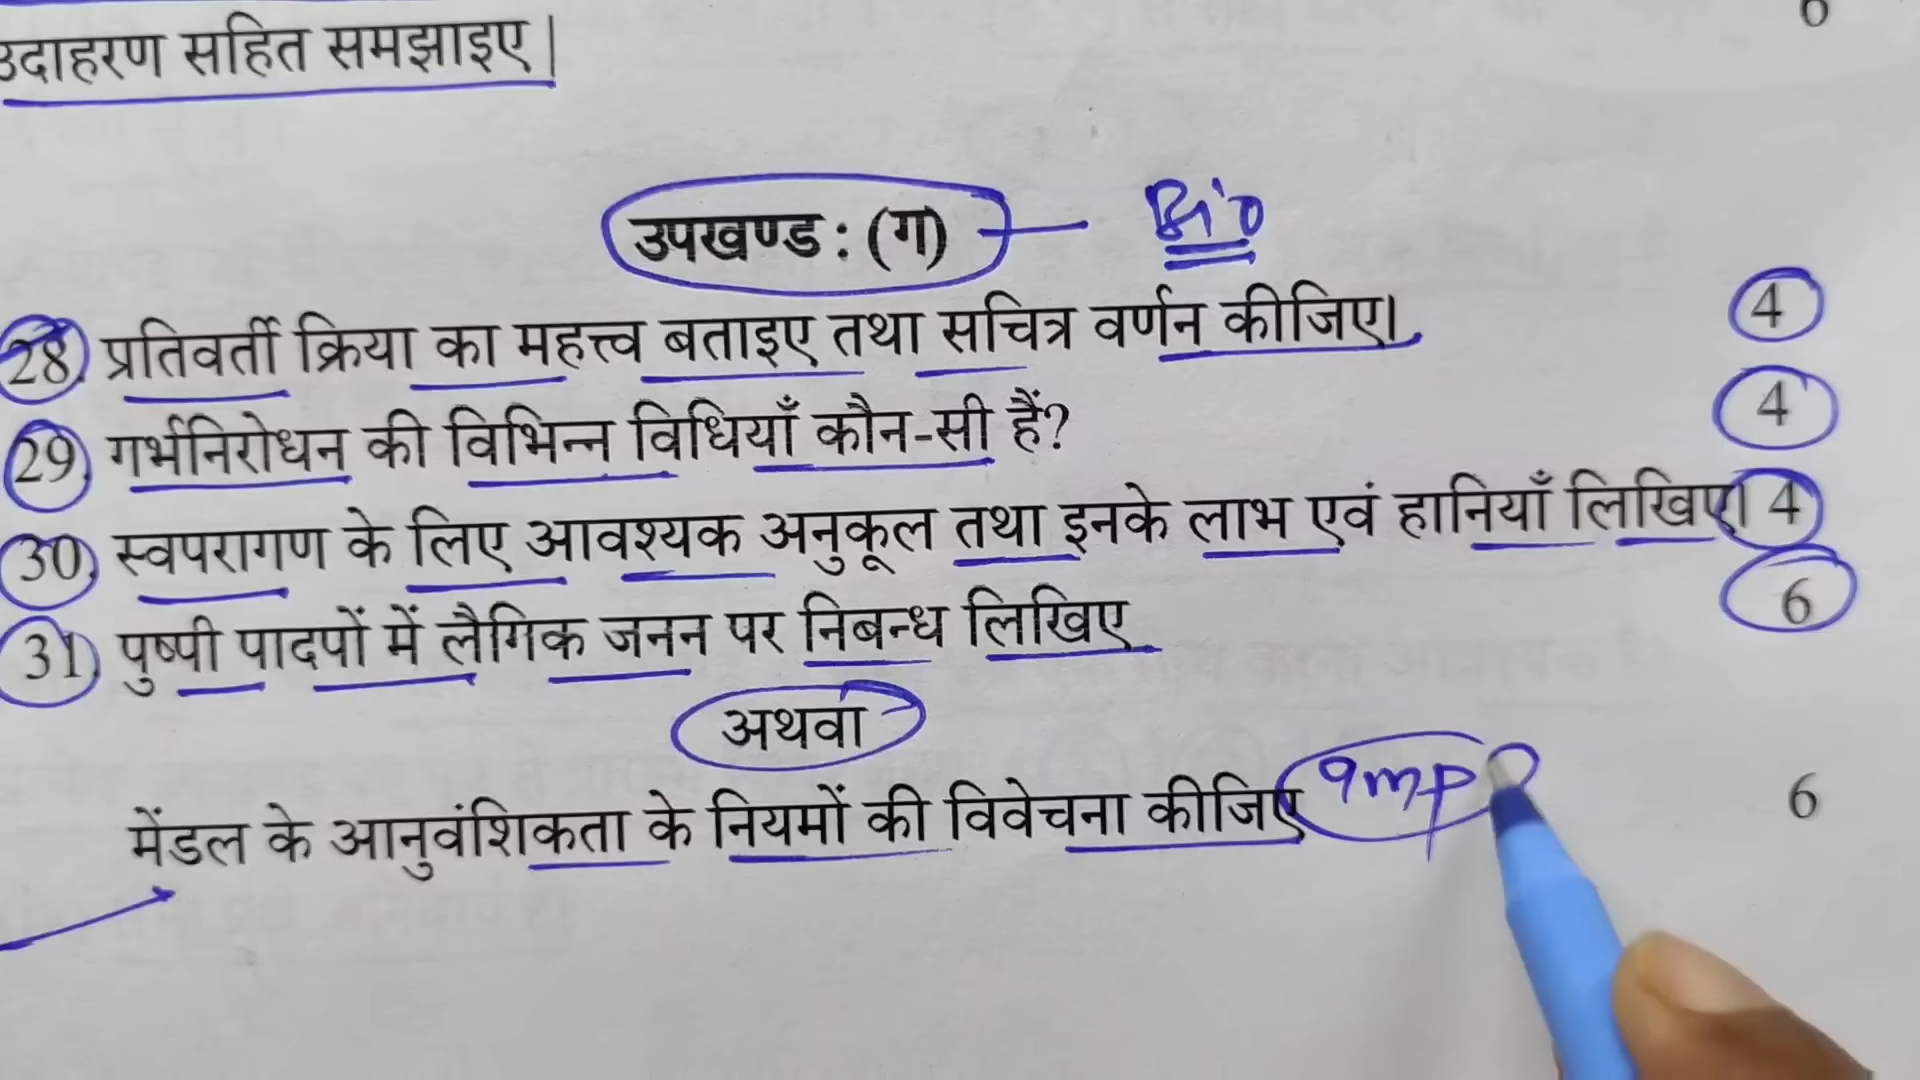 उदाहरण सहित समझाइए।
6
उपखण्ड : (ग) Bio
28. प्रतिवर्ती क्रिया का महत्त्व बताइए तथा सचित्र वर्णन कीजिए। 4
29. गर्भनिरोधन की विभिन्न विधियाँ कौन-सी हैं? 4
30. स्वपरागण के लिए आवश्यक अनुकूल तथा इनके लाभ एवं हानियाँ लिखिए। 4
31. पुष्पी पादपों में लैगिक जनन पर निबन्ध लिखिए 6
अथवा
मेंडल के आनुवंशिकता के नियमों की विवेचना कीजिए Imp 6